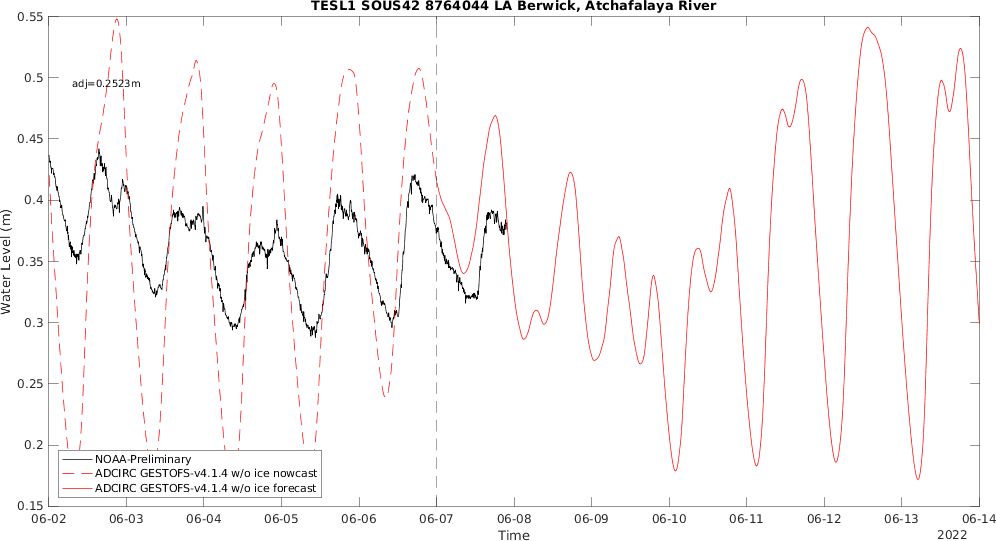 TESL1 SOUS42 8764044 LA Berwick, Atchafalaya River
0.55
0.5
adj=0.2523m
0.45
0.4
0.35
0.3
0.25
0.2
0.15
Water Level (m)
NOAA-Preliminary
ADCIRC GESTOFS-v4.1.4 w/o ice nowcast
ADCIRC GESTOFS-v4.1.4 w/o ice forecast
06-02 06-03 06-04 06-05 06-06 06-07 06-08 06-09 06-10 06-11 06-12 06-13 06-14
Time
2022